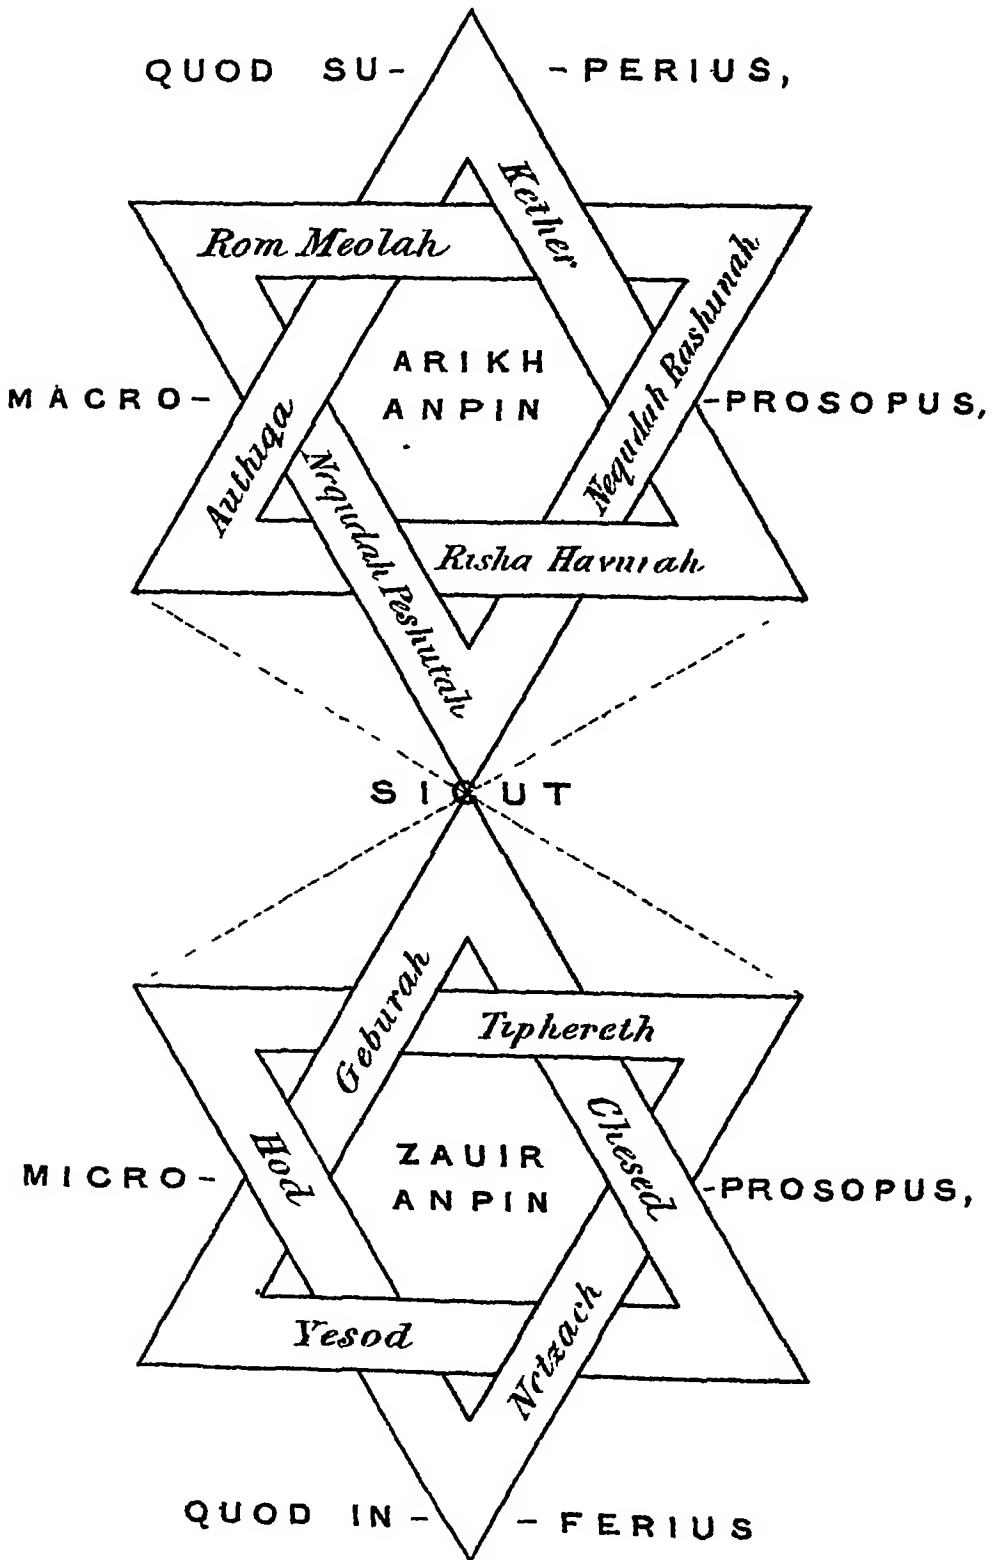 QUOD SU- -PERIUS,
Kether
Rom Meolah
Nequdah Rashunah
ARIKH
ANPIN
MACRO- -PROSOPUS,
Authiqa
Nequdah Peshutah
Risha Havurah
SICUT
Geburah
Tiphereth
Chesed
Hod
ZAUIR
ANPIN
MICRO- -PROSOPUS,
Netzach
Yesod
QUOD IN- -FERIUS